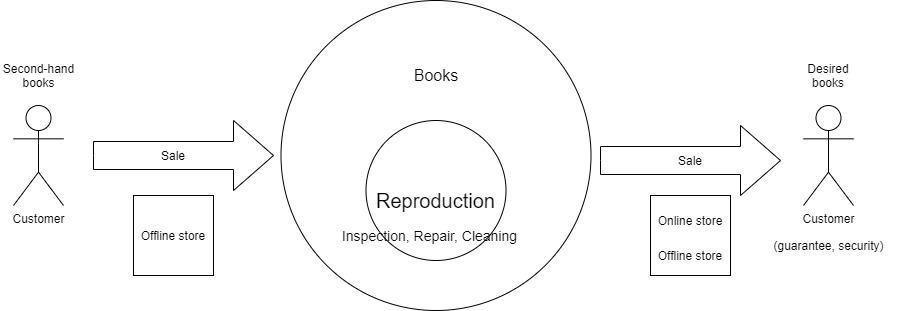 Second-hand
books
Customer
Sale
Offline store
Books
Reproduction
Inspection, Repair, Cleaning
Sale
Online store
Offline store
Desired
books
Customer
(guarantee, security)